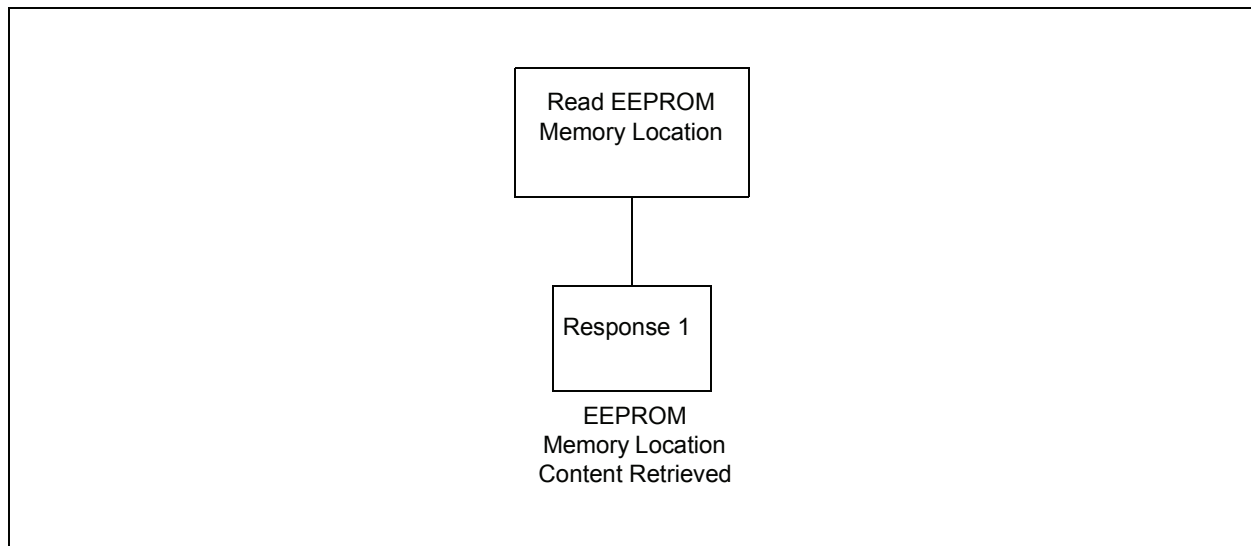 Read EEPROM
Memory Location
Response 1
EEPROM
Memory Location
Content Retrieved